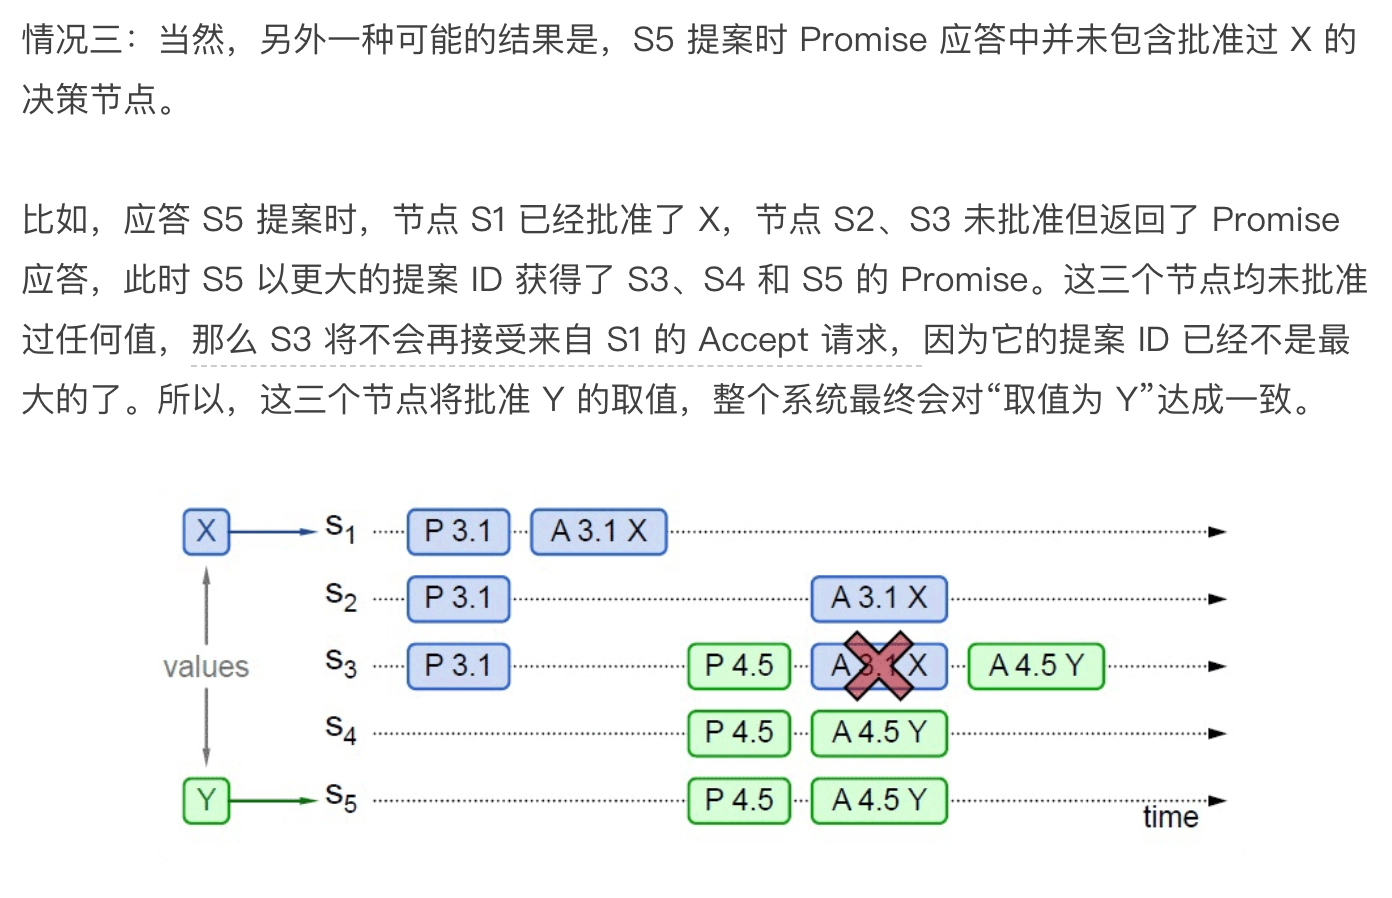 情况三：当然，另外一种可能的结果是，S5 提案时 Promise 应答中并未包含批准过 X 的
决策节点。
比如，应答 S5 提案时，节点 S1 已经批准了 X，节点 S2、S3 未批准但返回了 Promise
应答，此时 S5 以更大的提案 ID 获得了 S3、S4 和 S5 的 Promise。这三个节点均未批准
过任何值，那么 S3 将不会再接受来自 S1 的 Accept 请求，因为它的提案 ID 已经不是最
大的了。所以，这三个节点将批准 Y 的取值，整个系统最终会对“取值为 Y”达成一致。
X S1 P 3.1 A 3.1 X
S2 P 3.1 A 3.1 X
values S3 P 3.1 P 4.5 A 3.1 X A 4.5 Y
S4 P 4.5 A 4.5 Y
Y S5 P 4.5 A 4.5 Y
time